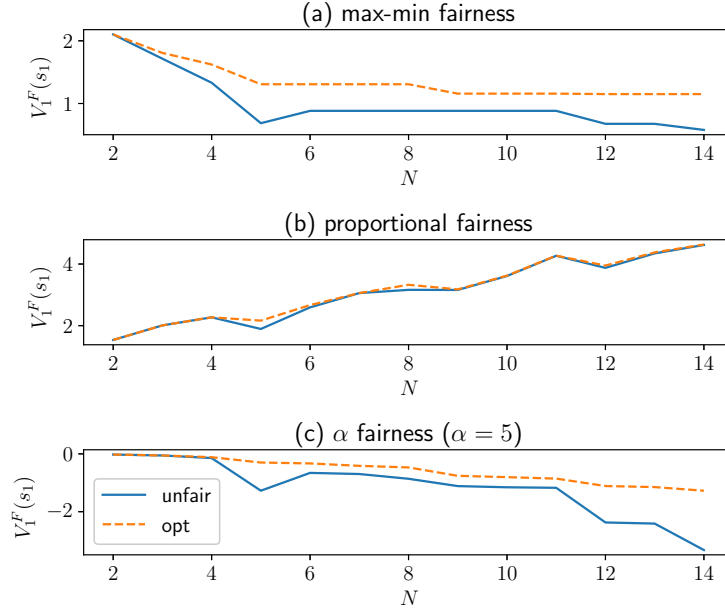 (a) max-min fairness
2
1
V_1^F(s_1)
2 4 6 8 10 12 14
N
(b) proportional fairness
4
2
V_1^F(s_1)
2 4 6 8 10 12 14
N
(c) α fairness (α = 5)
0
−2
V_1^F(s_1)
unfair
opt
2 4 6 8 10 12 14
N